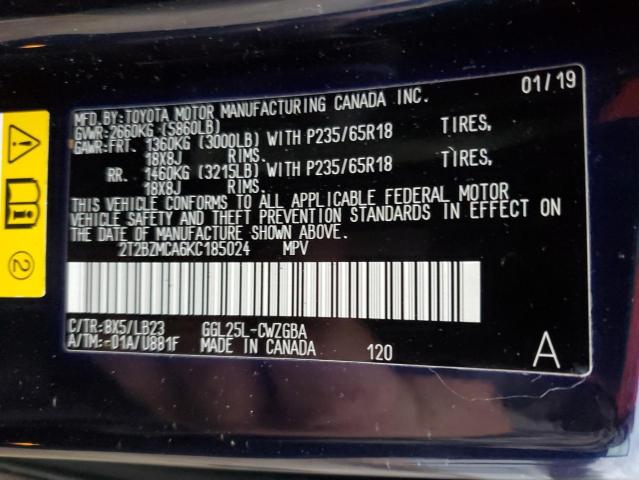 01/19
MFD.BY:TOYOTA MOTOR MANUFACTURING CANADA INC.
GVWR:2660KG (5860LB)
GAWR:FRT. 1360KG (3000LB) WITH P235/65R18 TIRES,
18X8J RIMS.
RR. 1460KG (3215LB) WITH P235/65R18 TIRES,
18X8J RIMS.
THIS VEHICLE CONFORMS TO ALL APPLICABLE FEDERAL MOTOR
VEHICLE SAFETY AND THEFT PREVENTION STANDARDS IN EFFECT ON
THE DATE OF MANUFACTURE SHOWN ABOVE.
2T2BZMCA6KC185024 MPV
C/TR:8X5/LB23 GGL25L-CWZGBA
A/TM:-01A/U881F MADE IN CANADA 120
A
2